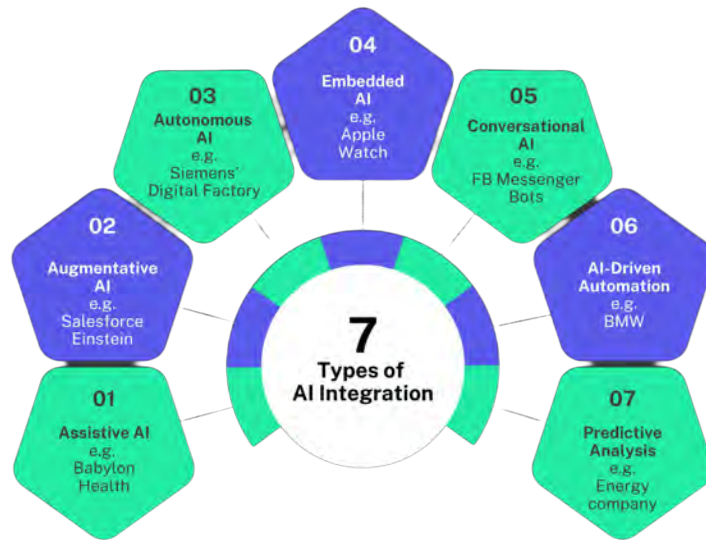 7
Types of
AI Integration
01
Assistive AI
e.g.
Babylon
Health
02
Augmentative
AI
e.g.
Salesforce
Einstein
03
Autonomous
AI
e.g.
Siemens'
Digital Factory
04
Embedded
AI
e.g.
Apple
Watch
05
Conversational
AI
e.g.
FB Messenger
Bots
06
AI-Driven
Automation
e.g.
BMW
07
Predictive
Analysis
e.g.
Energy
company